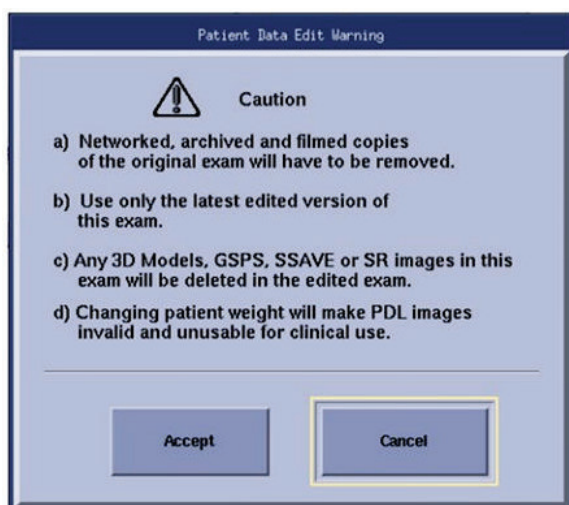 Patient Data Edit Warning
Caution
a) Networked, archived and filmed copies
of the original exam will have to be removed.
b) Use only the latest edited version of
this exam.
c) Any 3D Models, GSPS, SSAVE or SR images in this
exam will be deleted in the edited exam.
d) Changing patient weight will make PDL images
invalid and unusable for clinical use.
Accept
Cancel